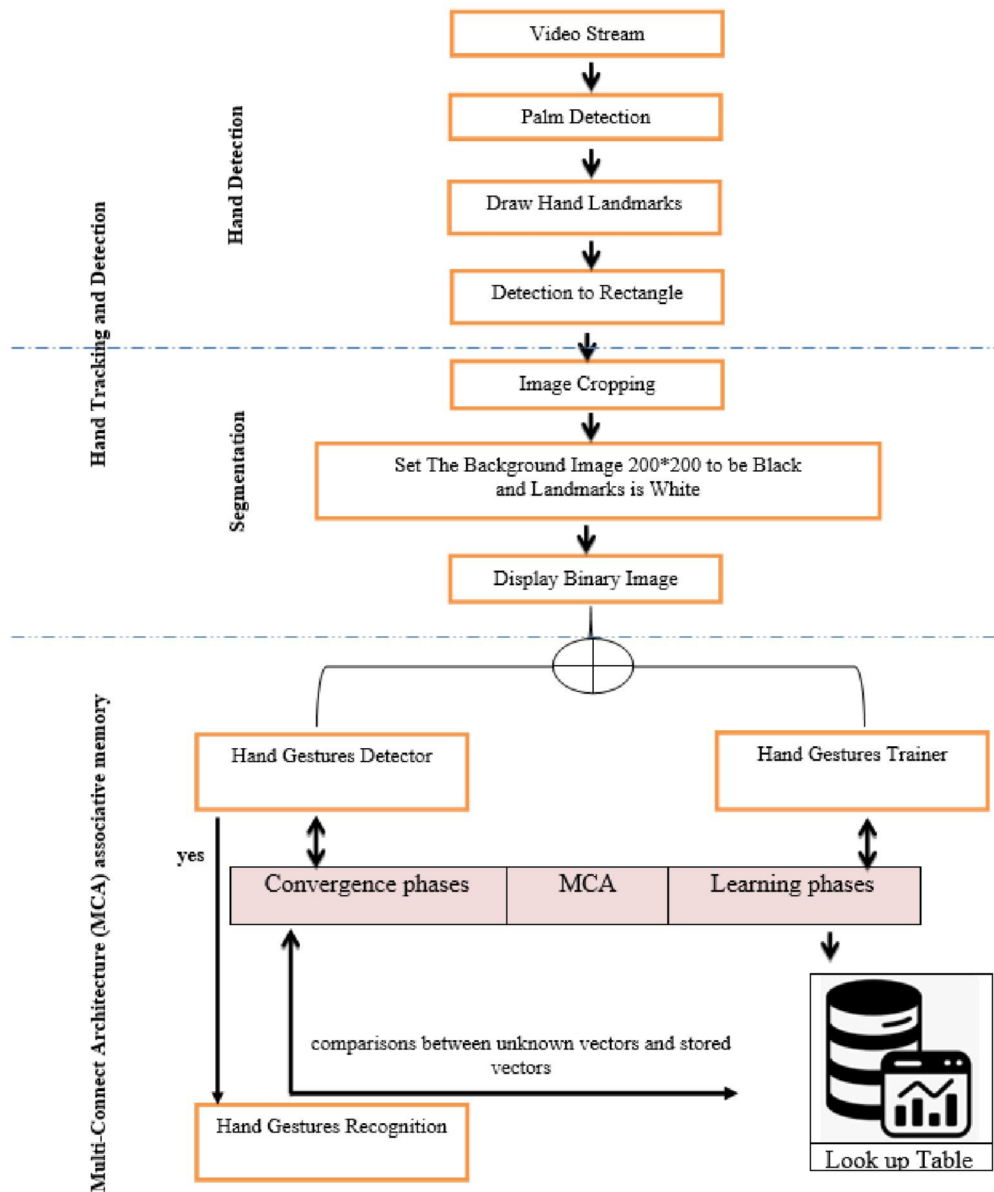 Video Stream
Palm Detection
Hand Detection
Draw Hand Landmarks
Detection to Rectangle
Hand Tracking and Detection
Image Cropping
Segmentation
Set The Background Image 200*200 to be Black
and Landmarks is White
Display Binary Image
Multi-Connect Architecture (MCA) associative memory
Hand Gestures Detector
Hand Gestures Trainer
yes
Convergence phases
MCA
Learning phases
comparisons between unknown vectors and stored
vectors
Hand Gestures Recognition
Look up Table